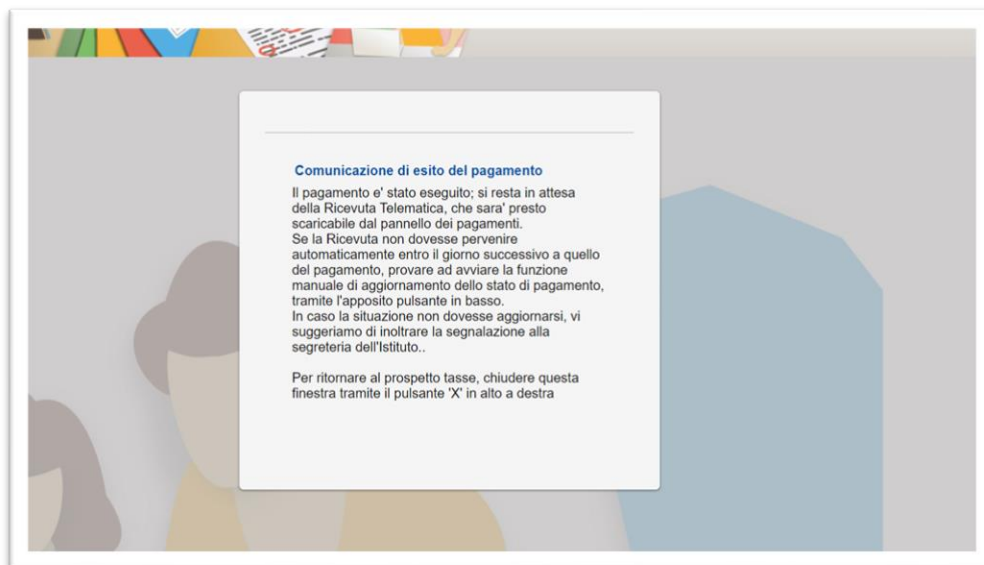 Comunicazione di esito del pagamento
Il pagamento e' stato eseguito; si resta in attesa
della Ricevuta Telematica, che sara' presto
scaricabile dal pannello dei pagamenti.
Se la Ricevuta non dovesse pervenire
automaticamente entro il giorno successivo a quello
del pagamento, provare ad avviare la funzione
manuale di aggiornamento dello stato di pagamento,
tramite l'apposito pulsante in basso.
In caso la situazione non dovesse aggiornarsi, vi
suggeriamo di inoltrare la segnalazione alla
segreteria dell'Istituto..
Per ritornare al prospetto tasse, chiudere questa
finestra tramite il pulsante 'X' in alto a destra